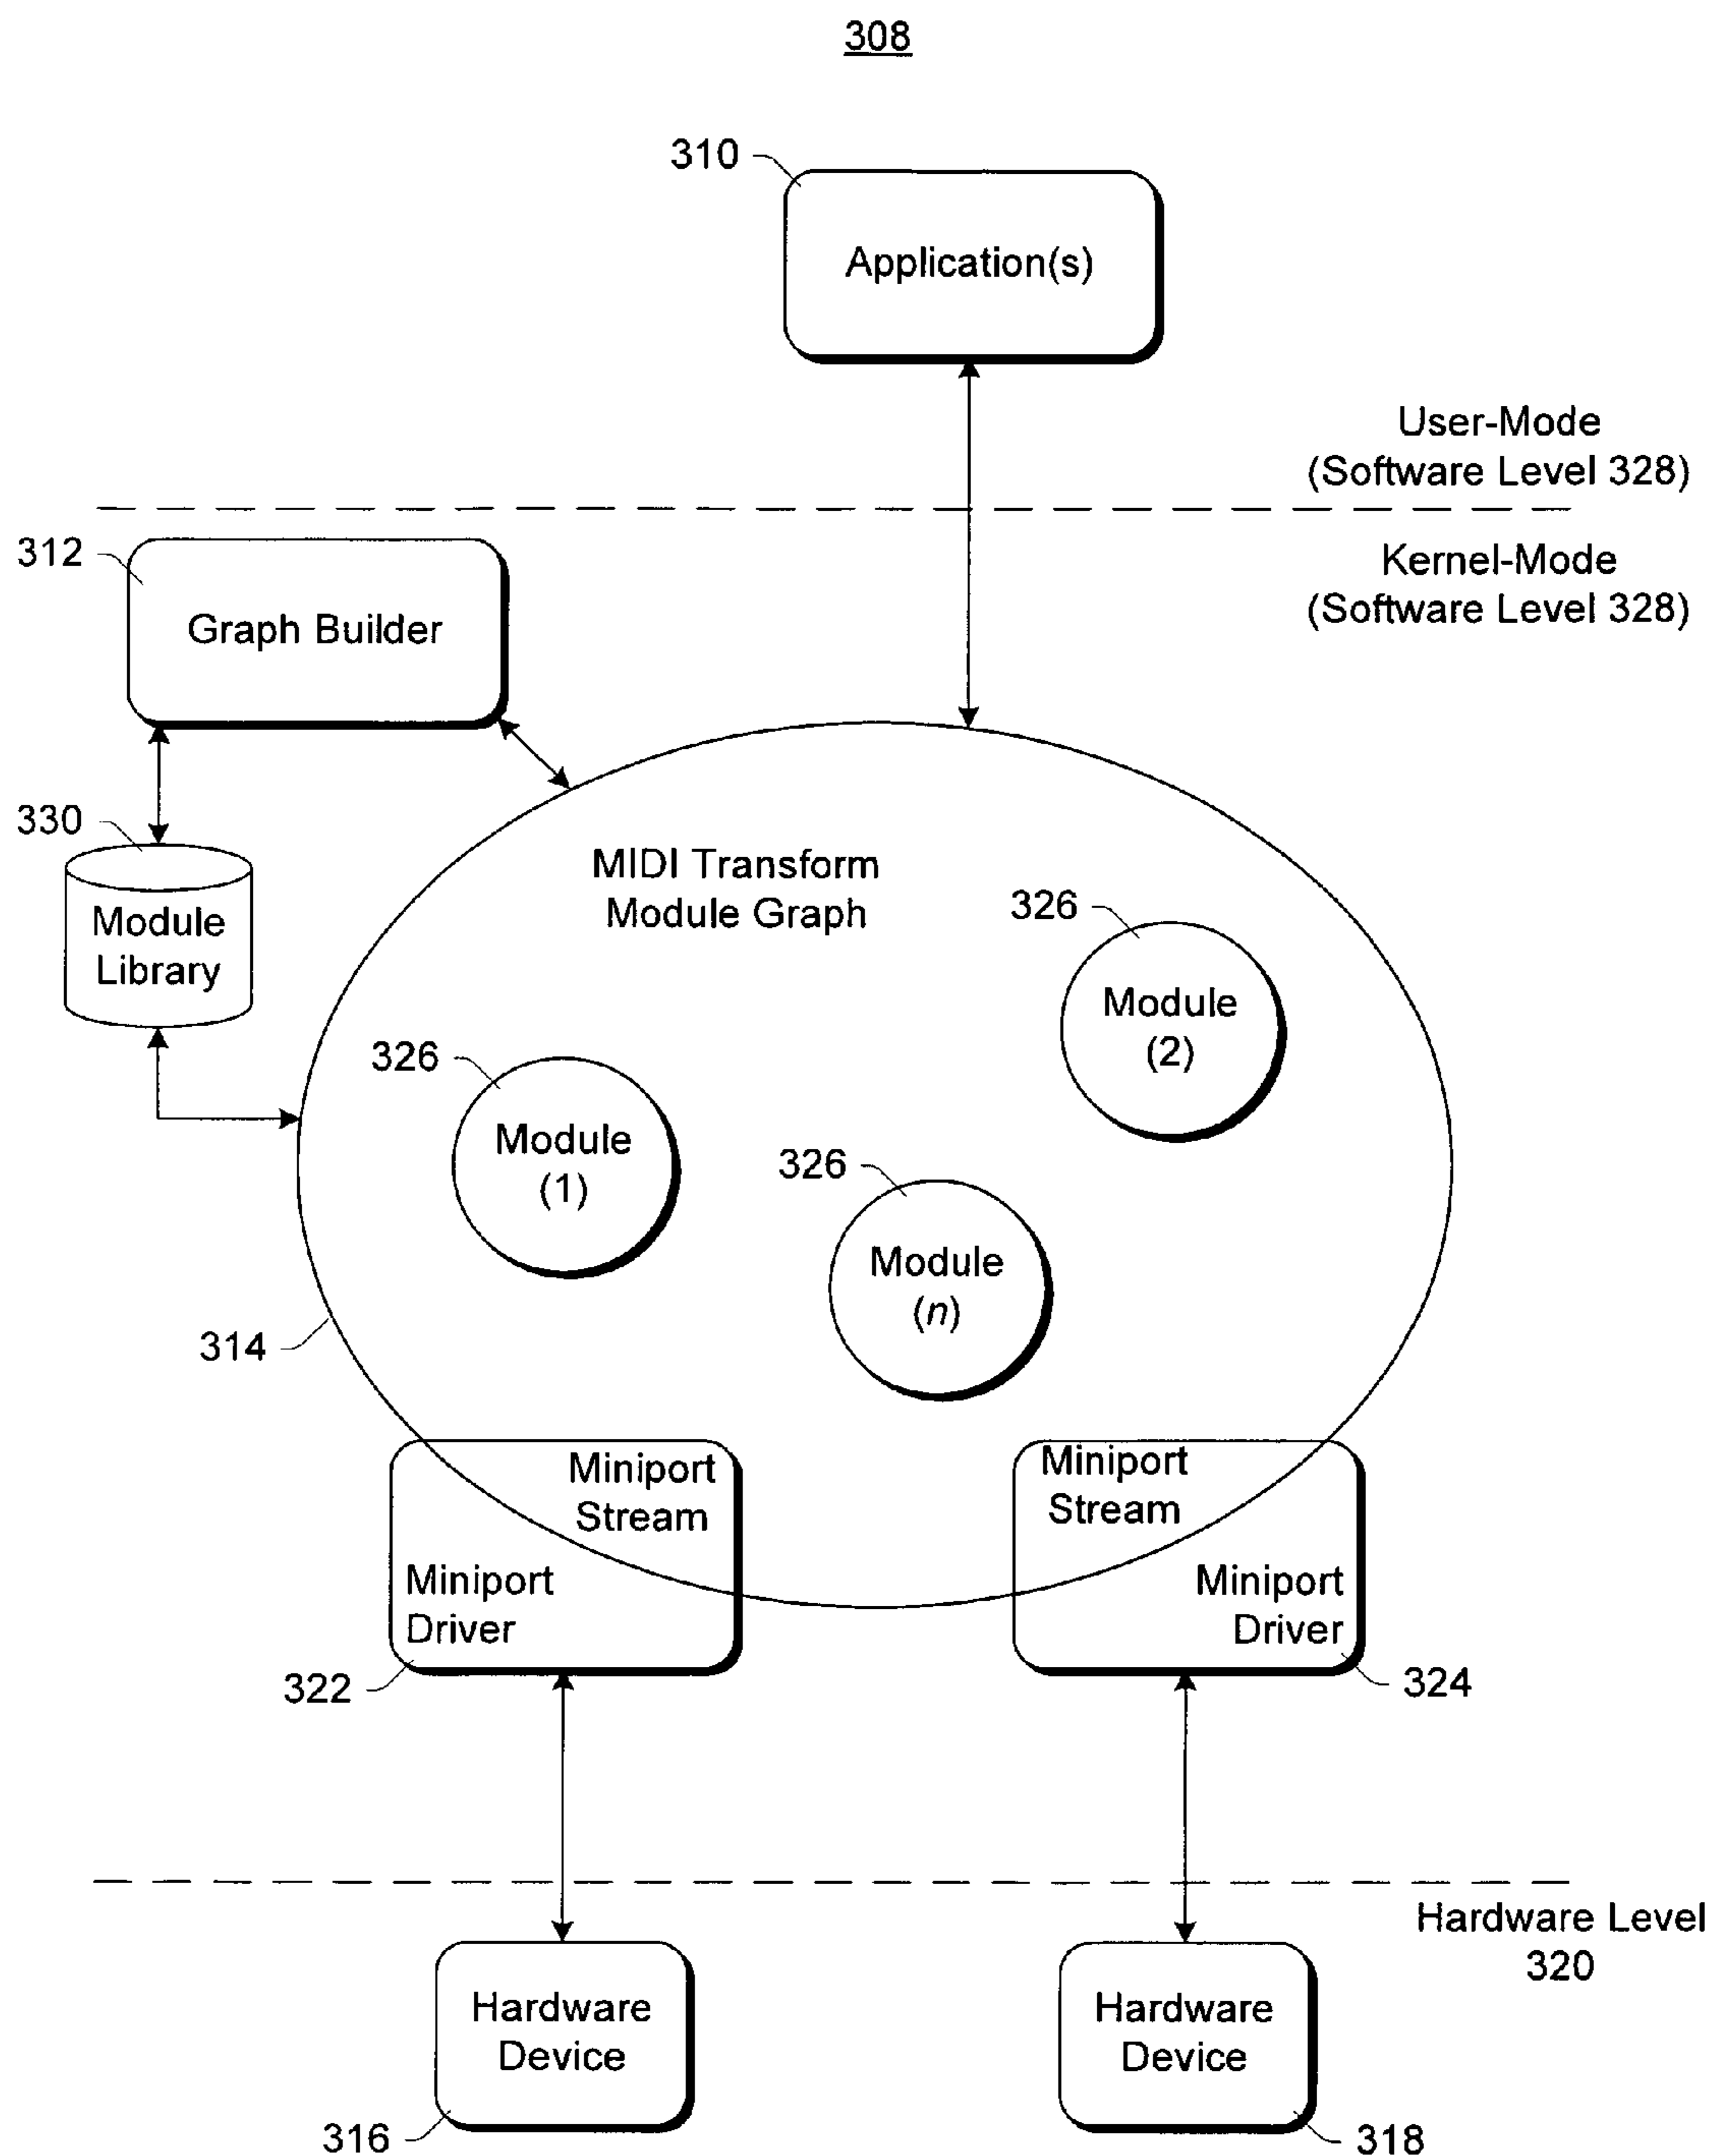 308
310
Application(s)
User-Mode
(Software Level 328)
312
Kernel-Mode
(Software Level 328)
Graph Builder
330
Module
Library
MIDI Transform
Module Graph
326
Module
(2)
326
Module
(1)
326
Module
(n)
314
Miniport
Stream
Miniport
Driver
322
Miniport
Stream
Miniport
Driver
324
Hardware Level
320
Hardware
Device
316
Hardware
Device
318